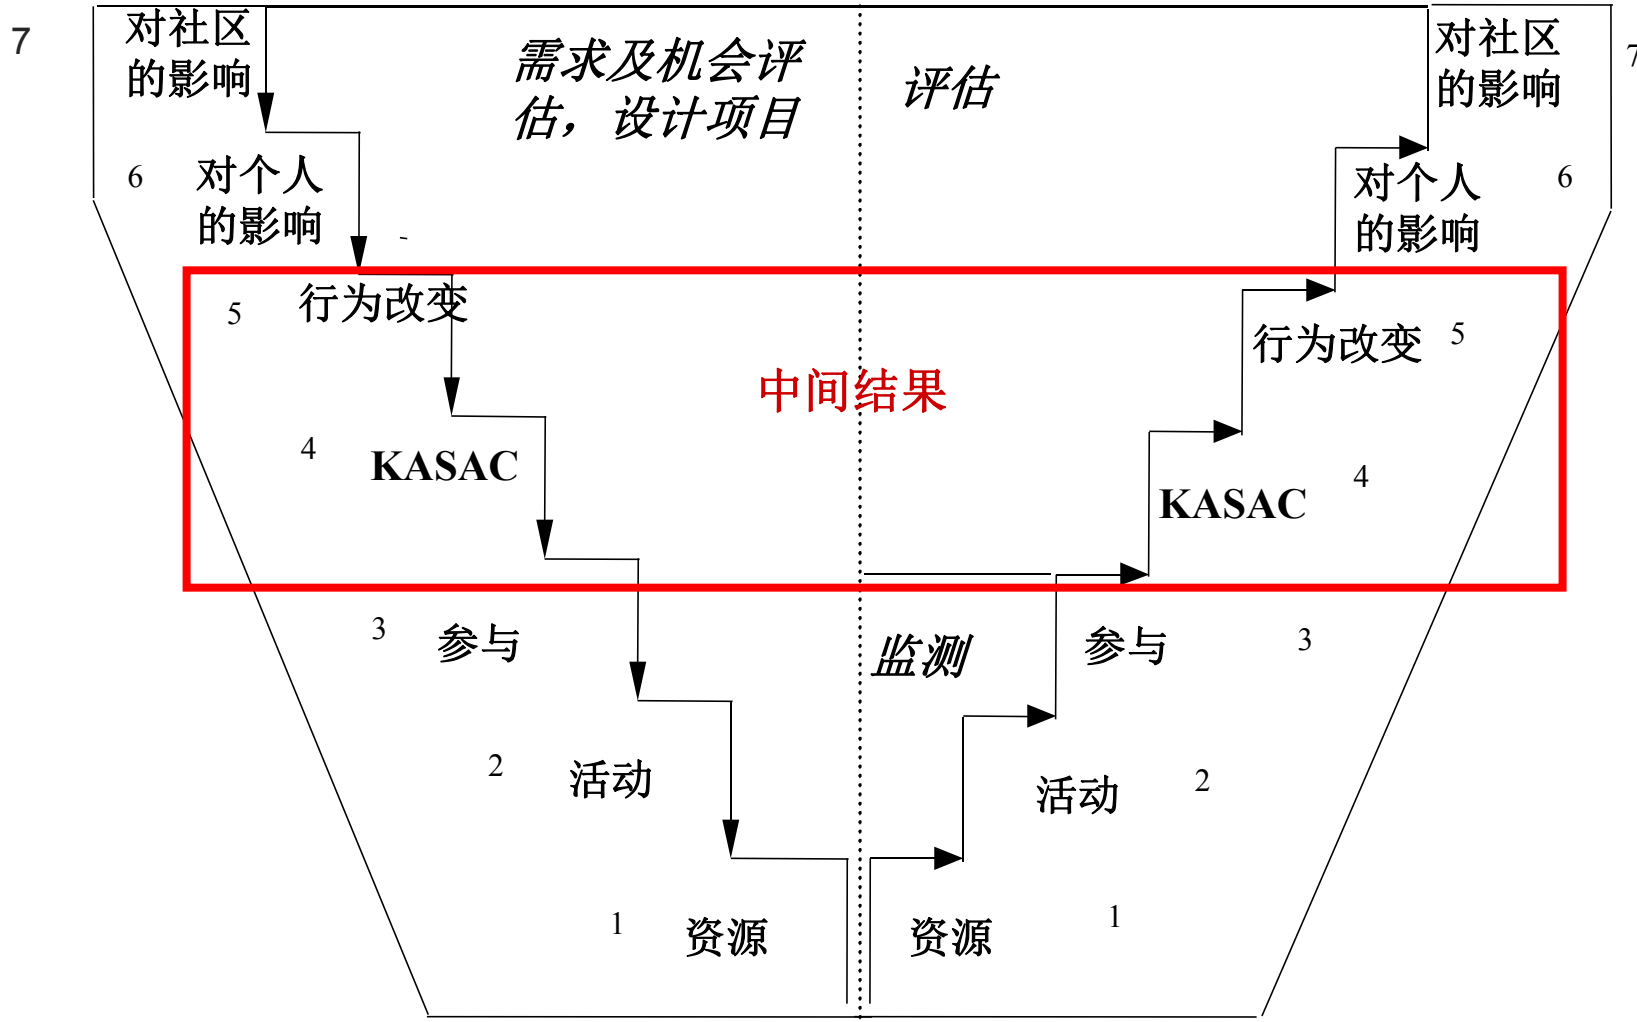 7
对社区
的影响
需求及机会评
估，设计项目
评估
对社区
的影响
7
6
对个人
的影响
对个人
的影响
6
5
行为改变
行为改变
5
中间结果
4
KASAC
KASAC
4
3
参与
监测
参与
3
2
活动
活动
2
1
资源
资源
1